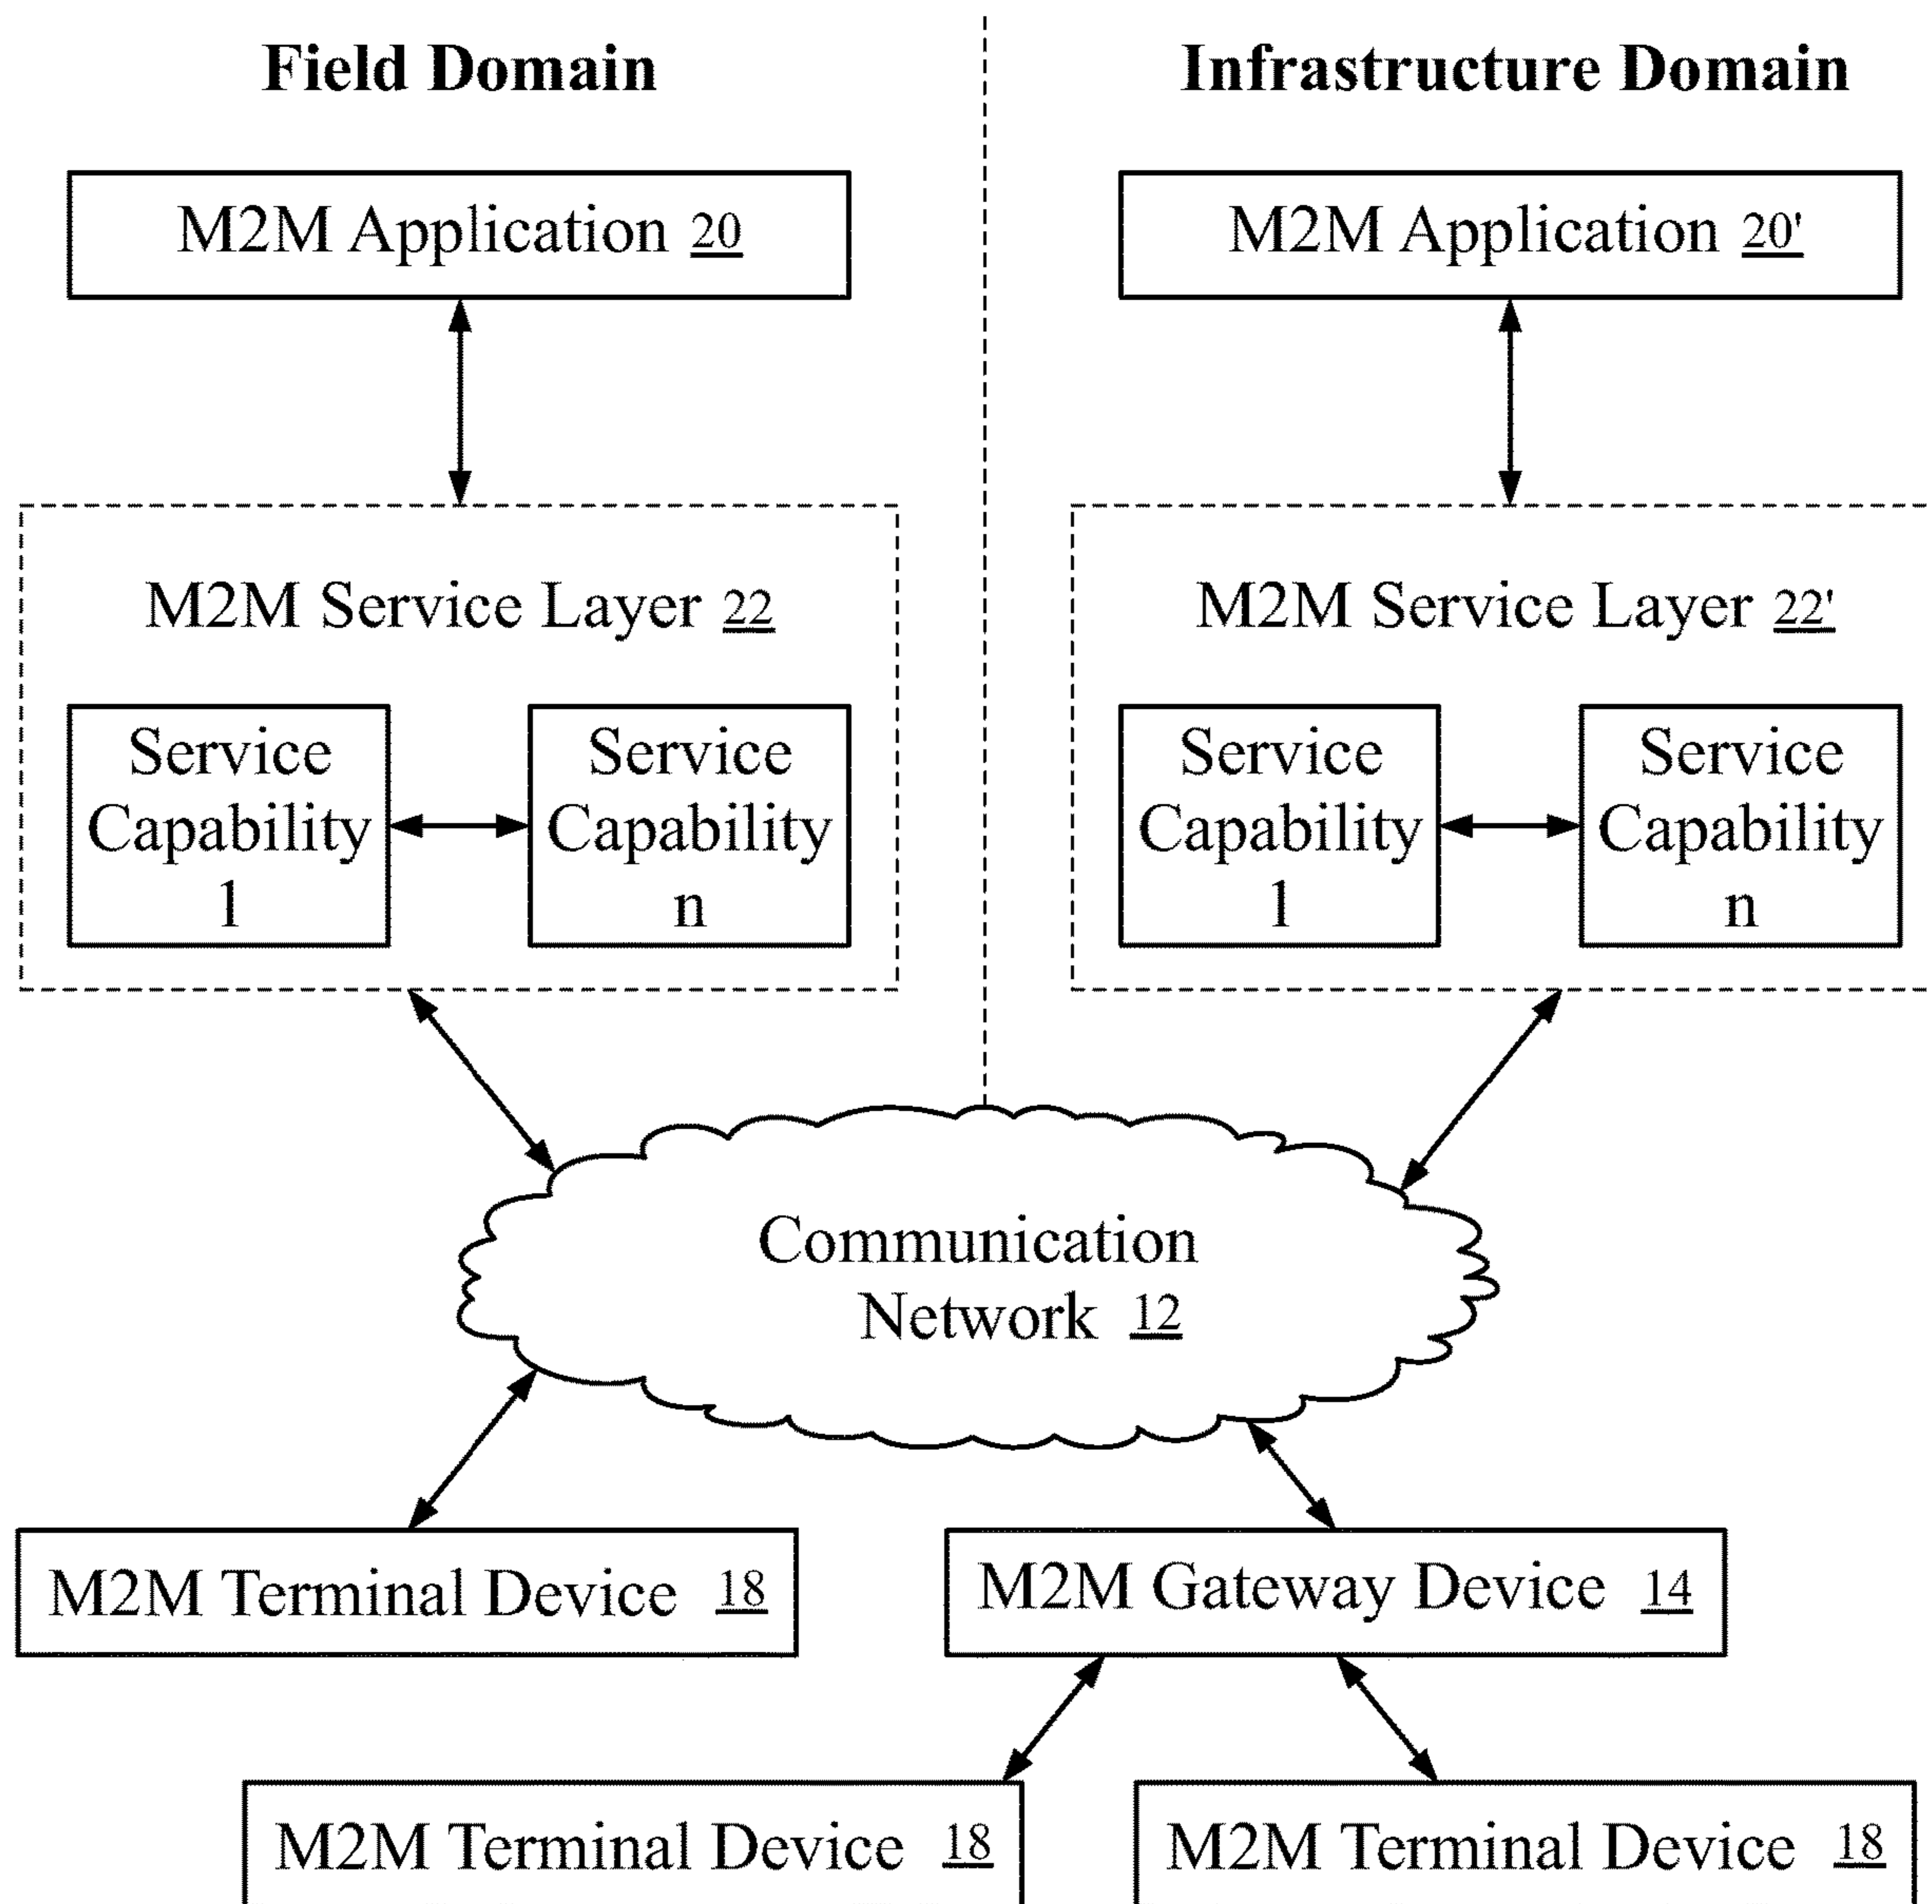 Field Domain
Infrastructure Domain
M2M Application 20
M2M Application 20'
M2M Service Layer 22
M2M Service Layer 22'
Service
Capability
1
Service
Capability
n
Service
Capability
1
Service
Capability
n
Communication
Network 12
M2M Terminal Device 18
M2M Gateway Device 14
M2M Terminal Device 18
M2M Terminal Device 18